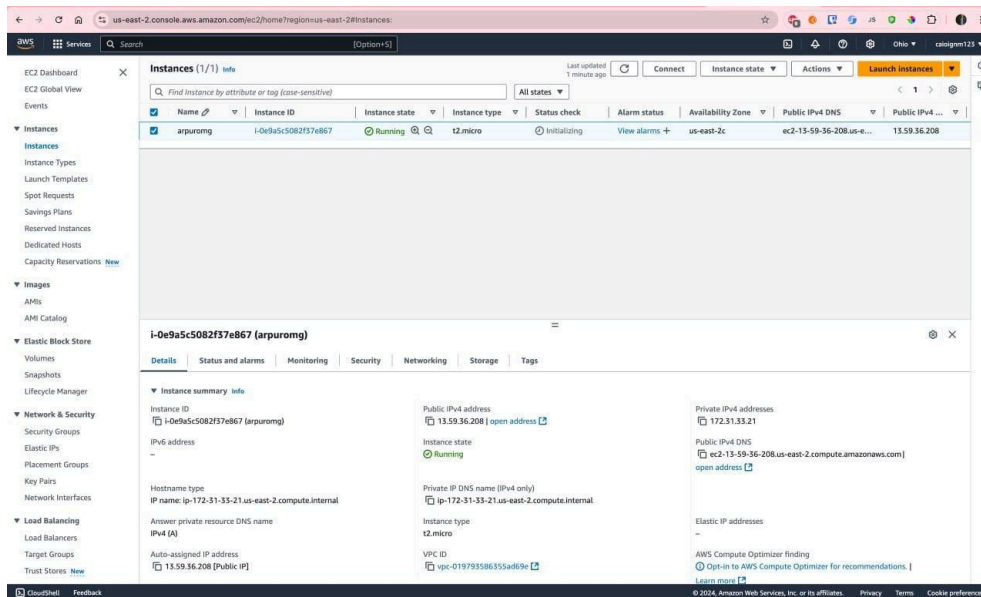 us-east-2.console.aws.amazon.com/ec2/home?region=us-east-2#Instances:
aws Services Search [Option+S] Ohio caioignm123
EC2 Dashboard
EC2 Global View
Events
Instances
Instances
Instance Types
Launch Templates
Spot Requests
Savings Plans
Reserved Instances
Dedicated Hosts
Capacity Reservations New
Images
AMIs
AMI Catalog
Elastic Block Store
Volumes
Snapshots
Lifecycle Manager
Network & Security
Security Groups
Elastic IPs
Placement Groups
Key Pairs
Network Interfaces
Load Balancing
Load Balancers
Target Groups
Trust Stores New
Instances (1/1) Info
Last updated
1 minute ago
Connect Instance state Actions Launch instances
Find Instance by attribute or tag (case-sensitive) All states 1
Name Instance ID Instance state Instance type Status check Alarm status Availability Zone Public IPv4 DNS Public IPv4 ...
arpuromg i-0e9a5c5082f37e867 Running t2.micro Initializing View alarms + us-east-2c ec2-13-59-36-208.us-e... 13.59.36.208
i-0e9a5c5082f37e867 (arpuromg)
Details Status and alarms Monitoring Security Networking Storage Tags
Instance summary Info
Instance ID
i-0e9a5c5082f37e867 (arpuromg)
Public IPv4 address
13.59.36.208 | open address
Private IPv4 addresses
172.31.33.21
IPv6 address
–
Instance state
Running
Public IPv4 DNS
ec2-13-59-36-208.us-east-2.compute.amazonaws.com |
open address
Hostname type
IP name: ip-172-31-33-21.us-east-2.compute.internal
Private IP DNS name (IPv4 only)
ip-172-31-33-21.us-east-2.compute.internal
Answer private resource DNS name
IPv4 (A)
Instance type
t2.micro
Elastic IP addresses
–
Auto-assigned IP address
13.59.36.208 [Public IP]
VPC ID
vpc-019793586355ad69e
AWS Compute Optimizer finding
Opt-in to AWS Compute Optimizer for recommendations. |
Learn more
CloudShell Feedback © 2024, Amazon Web Services, Inc. or its affiliates. Privacy Terms Cookie preference